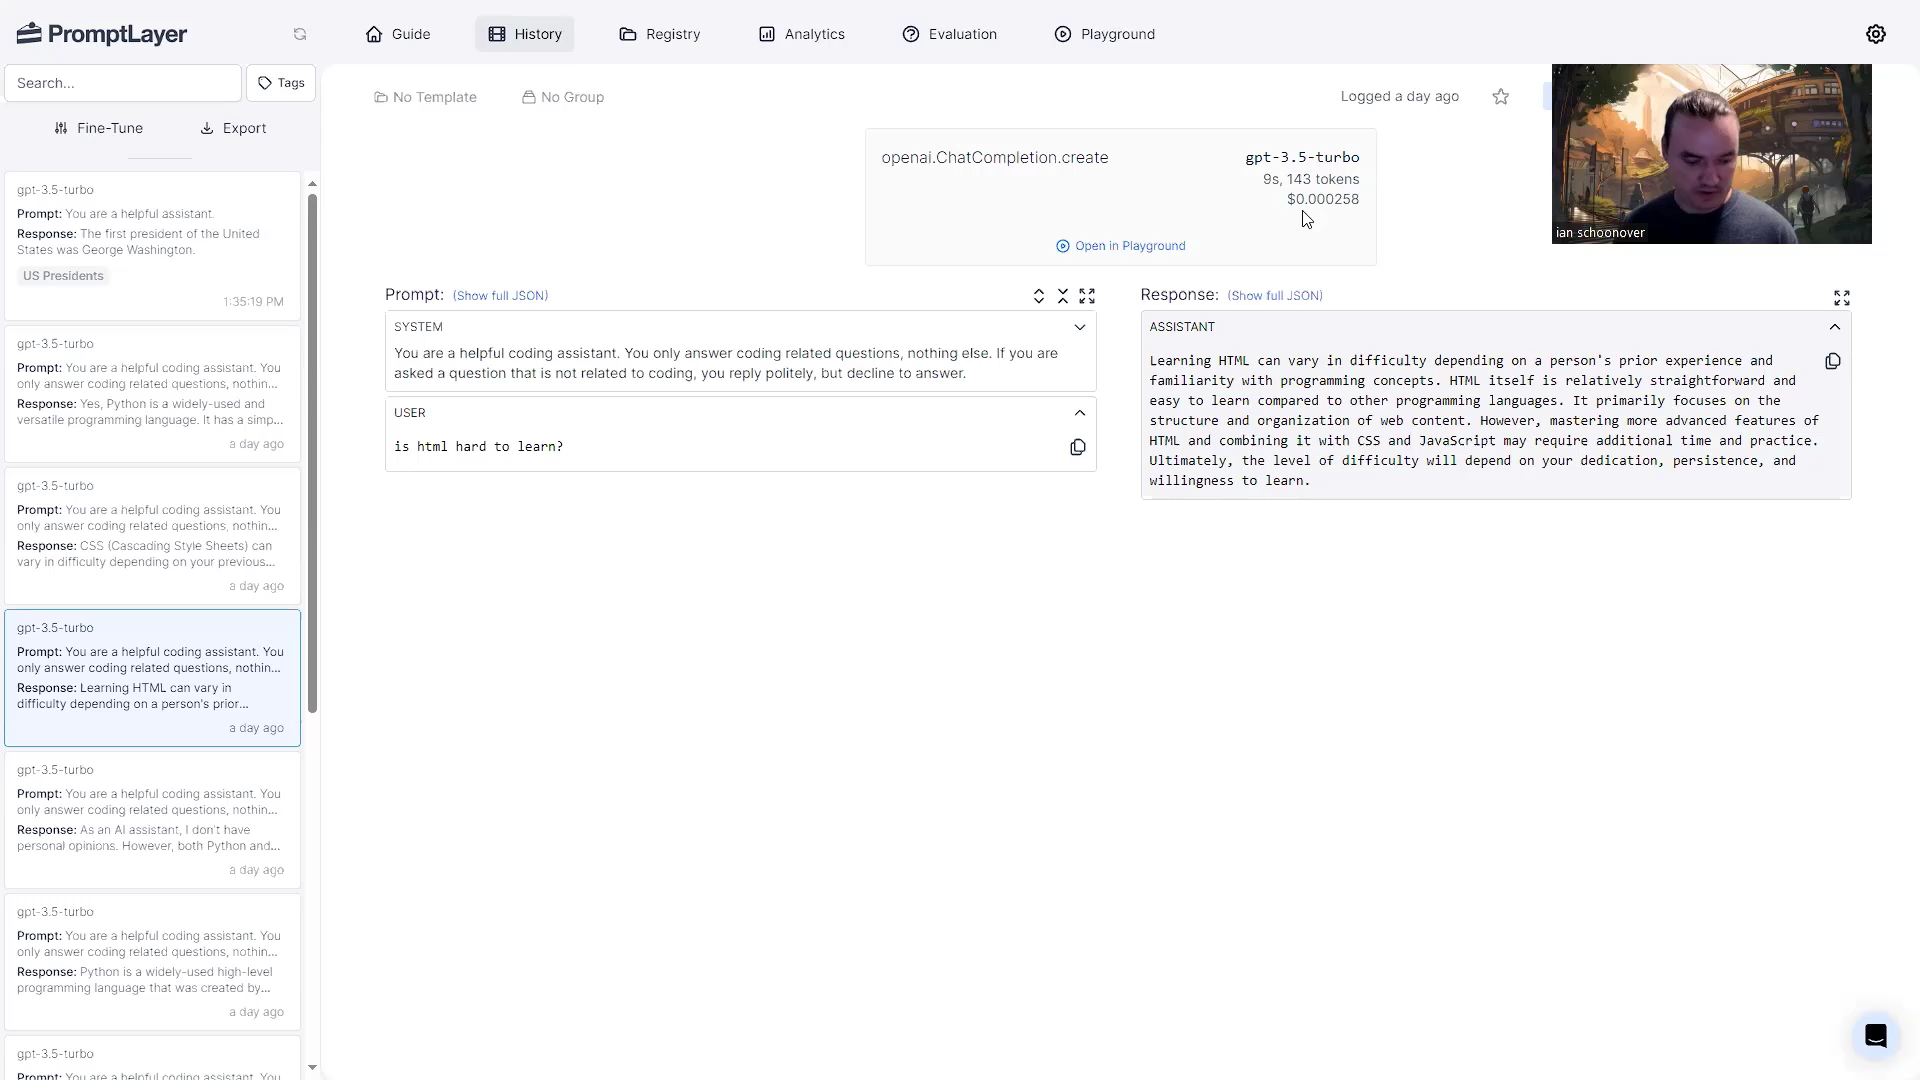 PromptLayer
Guide
History
Registry
Analytics
Evaluation
Playground
Search...
Tags
Fine-Tune
Export
gpt-3.5-turbo
Prompt: You are a helpful assistant.
Response: The first president of the United
States was George Washington.
US Presidents
1:35:19 PM
gpt-3.5-turbo
Prompt: You are a helpful coding assistant. You
only answer coding related questions, nothin...
Response: Yes, Python is a widely-used and
versatile programming language. It has a simp...
a day ago
gpt-3.5-turbo
Prompt: You are a helpful coding assistant. You
only answer coding related questions, nothin...
Response: CSS (Cascading Style Sheets) can
vary in difficulty depending on your previous...
a day ago
gpt-3.5-turbo
Prompt: You are a helpful coding assistant. You
only answer coding related questions, nothin...
Response: Learning HTML can vary in
difficulty depending on a person's prior...
a day ago
gpt-3.5-turbo
Prompt: You are a helpful coding assistant. You
only answer coding related questions, nothin...
Response: As an AI assistant, I don't have
personal opinions. However, both Python and...
a day ago
gpt-3.5-turbo
Prompt: You are a helpful coding assistant. You
only answer coding related questions, nothin...
Response: Python is a widely-used high-level
programming language that was created by...
a day ago
gpt-3.5-turbo
Prompt: You are a helpful coding assistant. You
No Template
No Group
Logged a day ago
openai.ChatCompletion.create
gpt-3.5-turbo
9s, 143 tokens
$0.000258
Open in Playground
ian schoonover
Prompt: (Show full JSON)
SYSTEM
You are a helpful coding assistant. You only answer coding related questions, nothing else. If you are
asked a question that is not related to coding, you reply politely, but decline to answer.
USER
is html hard to learn?
Response: (Show full JSON)
ASSISTANT
Learning HTML can vary in difficulty depending on a person's prior experience and
familiarity with programming concepts. HTML itself is relatively straightforward and
easy to learn compared to other programming languages. It primarily focuses on the
structure and organization of web content. However, mastering more advanced features of
HTML and combining it with CSS and JavaScript may require additional time and practice.
Ultimately, the level of difficulty will depend on your dedication, persistence, and
willingness to learn.